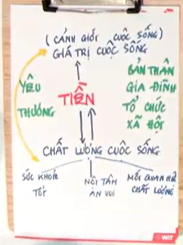 (CẢNH GIỚI CUỘC SỐNG)
GIÁ TRỊ CUỘC SỐNG
YÊU
THƯƠNG
TIỀN
BẢN THÂN
GIA ĐÌNH
TỔ CHỨC
XÃ HỘI
CHẤT LƯỢNG CUỘC SỐNG
SỨC KHỎE
TỐT
NỘI TÂM
AN VUI
MỐI QUAN HỆ
CHẤT LƯỢNG